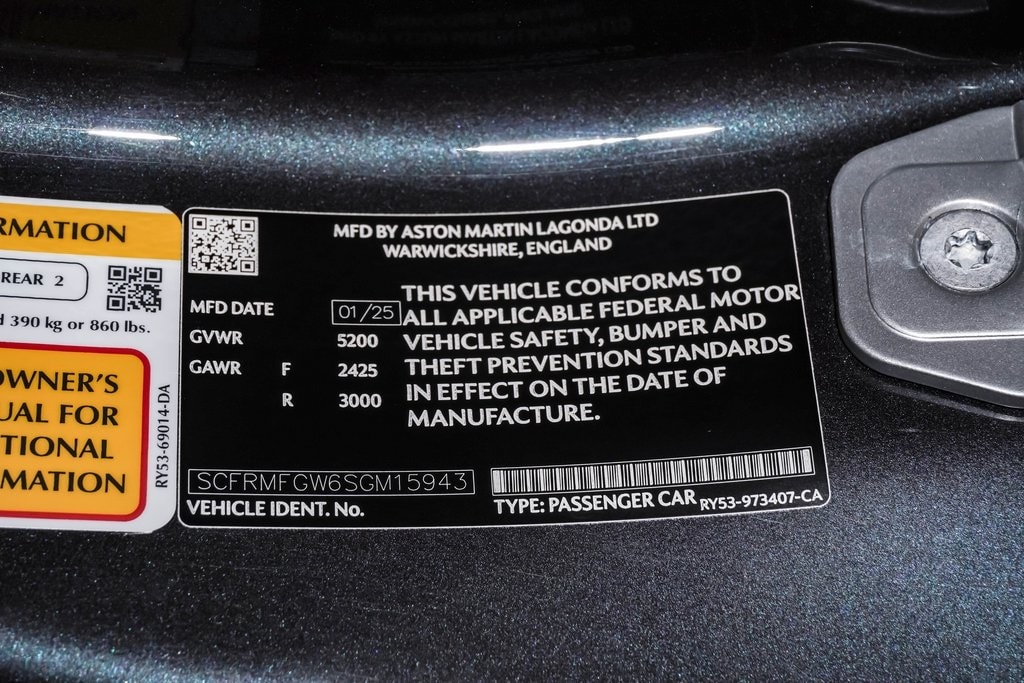 RMATION
REAR 2
d 390 kg or 860 lbs.
OWNER'S
UAL FOR
TIONAL
MATION
RY53-69014-DA
MFD BY ASTON MARTIN LAGONDA LTD
WARWICKSHIRE, ENGLAND
MFD DATE 01/25
GVWR 5200
GAWR F 2425
R 3000
THIS VEHICLE CONFORMS TO
ALL APPLICABLE FEDERAL MOTOR
VEHICLE SAFETY, BUMPER AND
THEFT PREVENTION STANDARDS
IN EFFECT ON THE DATE OF
MANUFACTURE.
SCFRMFGW6SGM15943
VEHICLE IDENT. No.
TYPE: PASSENGER CAR RY53-973407-CA